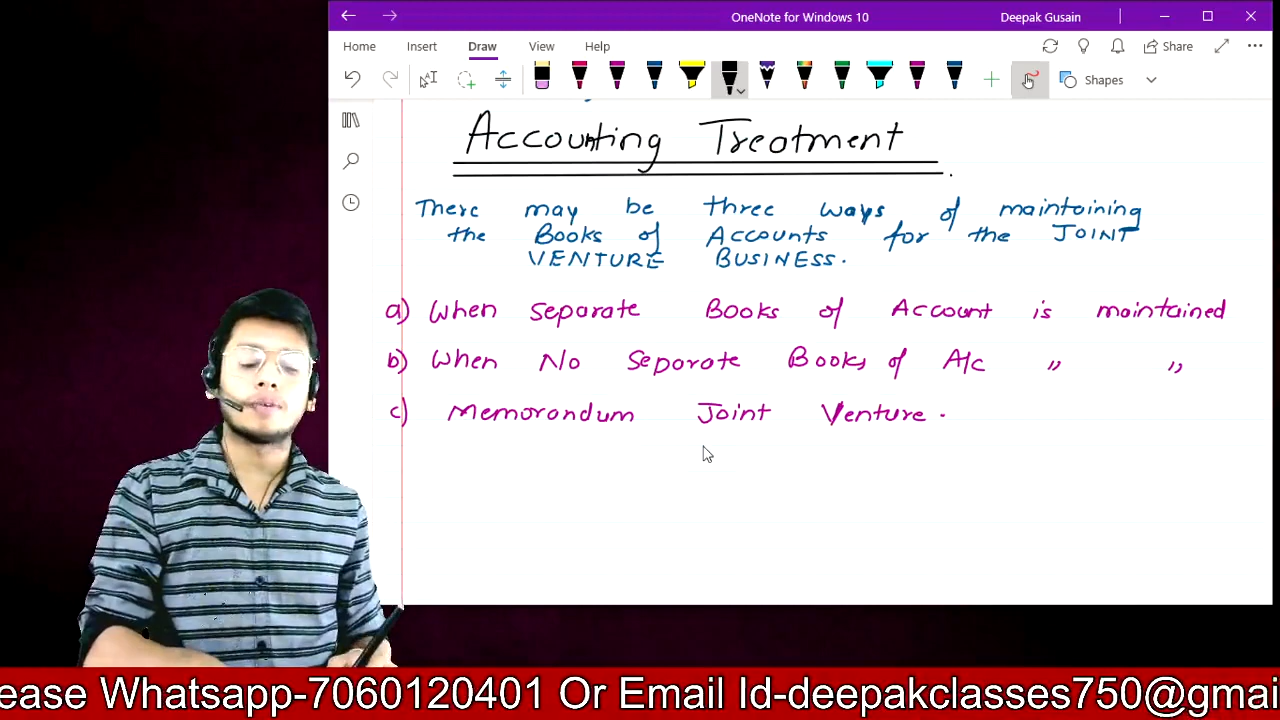 OneNote for Windows 10
Deepak Gusain
Home Insert Draw View Help
Share
Shapes
Accounting Treatment
There may be three ways of maintaining
the Books of Accounts for the JOINT
VENTURE BUSINESS.
a) When Separate Books of Account is maintained
b) When No Separate Books of A/c " "
c) Memorandum Joint Venture.
ease Whatsapp-7060120401 Or Email Id-deepakclasses750@gmai